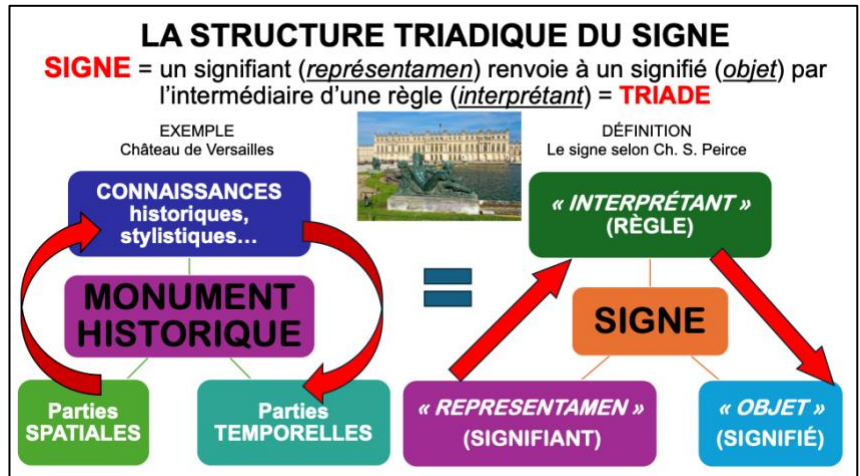 LA STRUCTURE TRIADIQUE DU SIGNE
SIGNE = un signifiant (représentamen) renvoie à un signifié (objet) par
l’intermédiaire d’une règle (interprétant) = TRIADE
EXEMPLE
Château de Versailles
CONNAISSANCES
historiques,
stylistiques…
MONUMENT
HISTORIQUE
Parties
SPATIALES
Parties
TEMPORELLES
DÉFINITION
Le signe selon Ch. S. Peirce
« INTERPRÉTANT »
(RÈGLE)
SIGNE
« REPRESENTAMEN »
(SIGNIFIANT)
« OBJET »
(SIGNIFIÉ)